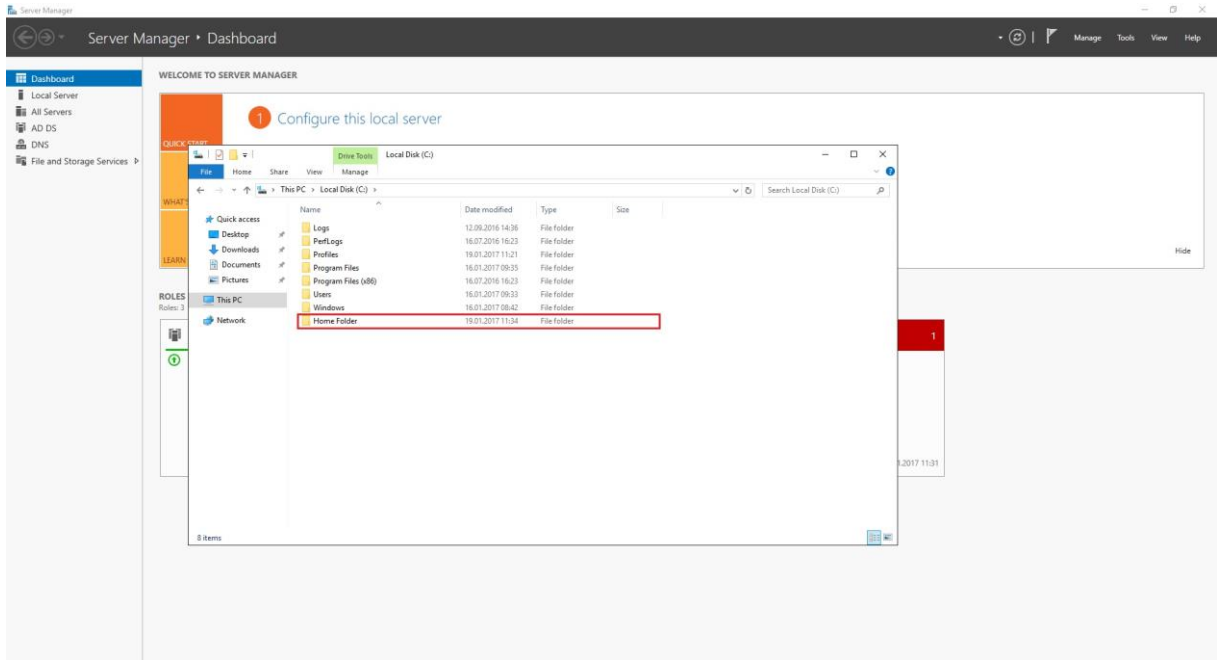 Server Manager
Server Manager • Dashboard
Manage Tools View Help
Dashboard
Local Server
All Servers
AD DS
DNS
File and Storage Services
WELCOME TO SERVER MANAGER
1 Configure this local server
QUICK START
WHAT'S
LEARN
Hide
ROLES
Roles: 3
1
1.2017 11:31
Drive Tools Local Disk (C:)
File Home Share View Manage
This PC > Local Disk (C:) >
Search Local Disk (C:)
Quick access
Desktop
Downloads
Documents
Pictures
This PC
Network
Name Date modified Type Size
Logs 12.09.2016 14:36 File folder
PerfLogs 16.07.2016 16:23 File folder
Profiles 19.01.2017 11:21 File folder
Program Files 16.01.2017 09:35 File folder
Program Files (x86) 16.07.2016 16:23 File folder
Users 16.01.2017 09:33 File folder
Windows 16.01.2017 08:42 File folder
Home Folder 19.01.2017 11:34 File folder
8 items